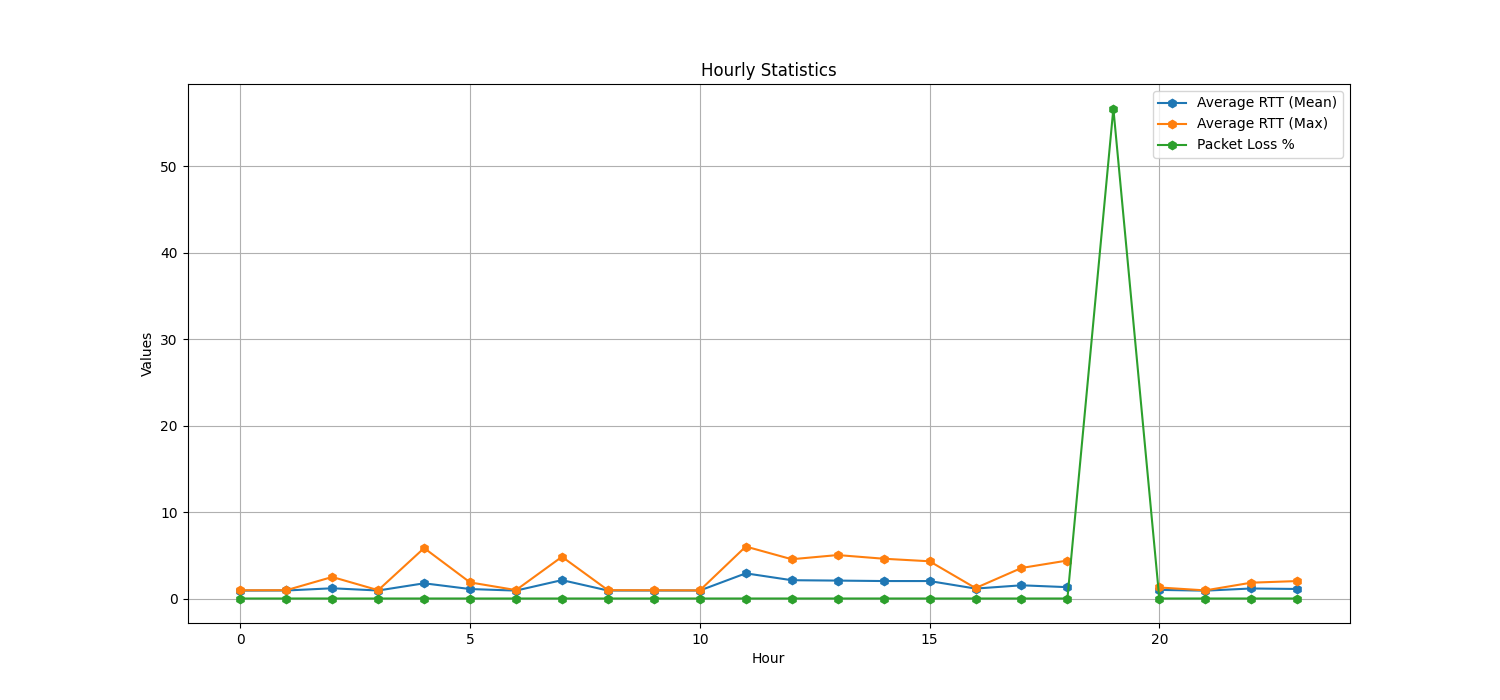 Hourly Statistics
Average RTT (Mean)
Average RTT (Max)
Packet Loss %
50
40
30
20
10
0
Values
0 5 10 15 20
Hour